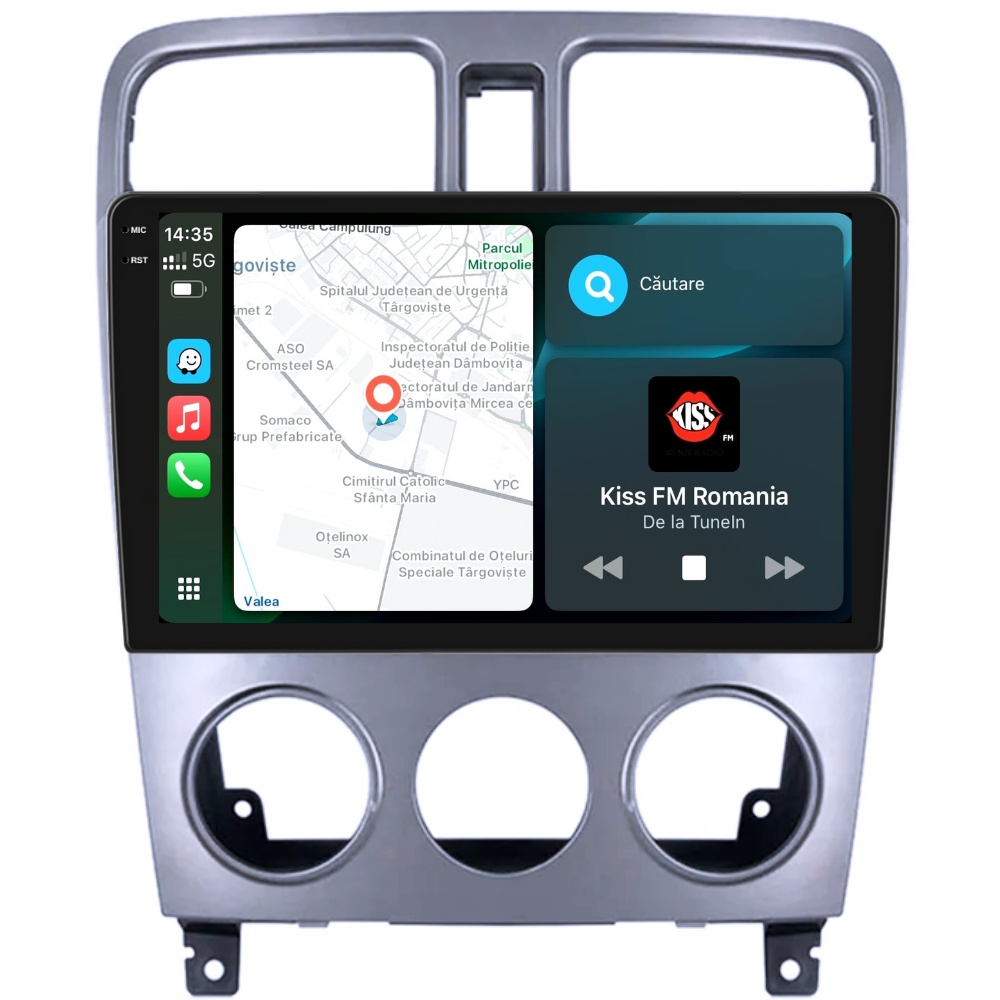 MIC
RST
14:35
5G
Calea Câmpulung
goviște
Parcul
Mitropoliei
Spitalul Județean de Urgență
Târgoviște
imet 2
ASO
Cromsteel SA
Inspectoratul de Poliție
Județean Dâmbovița
ectoratul de Jandarm
Dâmbovița Mircea ce
Somaco
Grup Prefabricate
Cimitirul Catolic
Sfânta Maria
YPC
Oțelinox
SA
Combinatul de Oțeluri
Speciale Târgoviște
Valea
Căutare
KISS
FM
Kiss FM Romania
De la TuneIn